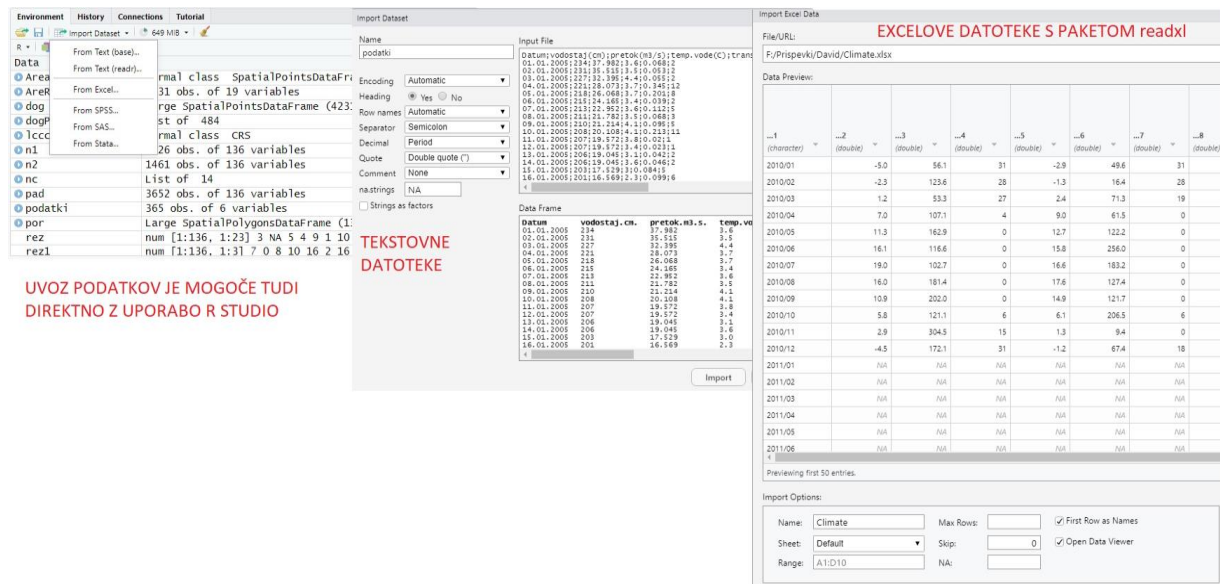 Environment History Connections Tutorial
Import Dataset 649 MiB
R
From Text (base)...
From Text (readr)...
From Excel...
From SPSS...
From SAS...
From Stata...
Data
Area rmal class SpatialPointsDataFra
AreR 31 obs. of 19 variables
dog arge SpatialPointsDataFrame (423
dogP st of 484
lccc rmal class CRS
n1 26 obs. of 136 variables
n2 1461 obs. of 136 variables
nc List of 14
pad 3652 obs. of 136 variables
podatki 365 obs. of 6 variables
por Large SpatialPolygonsDataFrame (13
rez num [1:136, 1:23] 3 NA 5 4 9 1 10
rez1 num [1:136, 1:3] 7 0 8 10 16 2 16
UVOZ PODATKOV JE MOGOČE TUDI
DIREKTNO Z UPORABO R STUDIO
Import Dataset
Name
podatki
Encoding Automatic
Heading Yes No
Row names Automatic
Separator Semicolon
Decimal Period
Quote Double quote (")
Comment None
na.strings NA
Strings as factors
TEKSTOVNE
DATOTEKE
Input File
Datum;vodostaj(cm);pretok(m3/s);temp.vode(C);trans
01.01.2005;234;37.982;3.6;0.068;2
02.01.2005;231;35.515;3.5;0.053;2
03.01.2005;227;32.395;4.4;0.055;2
04.01.2005;221;28.073;3.7;0.345;12
05.01.2005;218;26.068;3.7;0.201;8
06.01.2005;215;24.165;3.4;0.039;2
07.01.2005;213;22.952;3.6;0.112;5
08.01.2005;211;21.782;3.5;0.068;3
09.01.2005;210;21.214;4.1;0.095;5
10.01.2005;208;20.108;4.1;0.213;11
11.01.2005;207;19.572;3.8;0.02;1
12.01.2005;207;19.572;3.4;0.023;1
13.01.2005;206;19.045;3.1;0.042;2
14.01.2005;206;19.045;3.6;0.046;2
15.01.2005;203;17.529;3;0.084;5
16.01.2005;201;16.569;2.3;0.099;6
Data Frame
Datum vodostaj.cm. pretok.m3.s. temp.vo
01.01.2005 234 37.982 3.6
02.01.2005 231 35.515 3.5
03.01.2005 227 32.395 4.4
04.01.2005 221 28.073 3.7
05.01.2005 218 26.068 3.7
06.01.2005 215 24.165 3.4
07.01.2005 213 22.952 3.6
08.01.2005 211 21.782 3.5
09.01.2005 210 21.214 4.1
10.01.2005 208 20.108 4.1
11.01.2005 207 19.572 3.8
12.01.2005 207 19.572 3.4
13.01.2005 206 19.045 3.1
14.01.2005 206 19.045 3.6
15.01.2005 203 17.529 3.0
16.01.2005 201 16.569 2.3
Import
Import Excel Data
EXCELOVE DATOTEKE S PAKETOM readxl
File/URL:
F:/Prispevki/David/Climate.xlsx
Data Preview:
...1 ...2 ...3 ...4 ...5 ...6 ...7 ...8
(character) (double) (double) (double) (double) (double) (double) (double)
2010/01 -5.0 56.1 31 -2.9 49.6 31
2010/02 -2.3 123.6 28 -1.3 16.4 28
2010/03 1.2 53.3 27 2.4 71.3 19
2010/04 7.0 107.1 4 9.0 61.5 0
2010/05 11.3 162.9 0 12.7 122.2 0
2010/06 16.1 116.6 0 15.8 256.0 0
2010/07 19.0 102.7 0 16.6 183.2 0
2010/08 16.0 181.4 0 17.6 127.4 0
2010/09 10.9 202.0 0 14.9 121.7 0
2010/10 5.8 121.1 6 6.1 206.5 6
2010/11 2.9 304.5 15 1.3 9.4 0
2010/12 -4.5 172.1 31 -1.2 67.4 18
2011/01 NA NA NA NA NA NA
2011/02 NA NA NA NA NA NA
2011/03 NA NA NA NA NA NA
2011/04 NA NA NA NA NA NA
2011/05 NA NA NA NA NA NA
2011/06 NA NA NA NA NA NA
Previewing first 50 entries.
Import Options:
Name: Climate Max Rows: First Row as Names
Sheet: Default Skip: 0 Open Data Viewer
Range: A1:D10 NA: